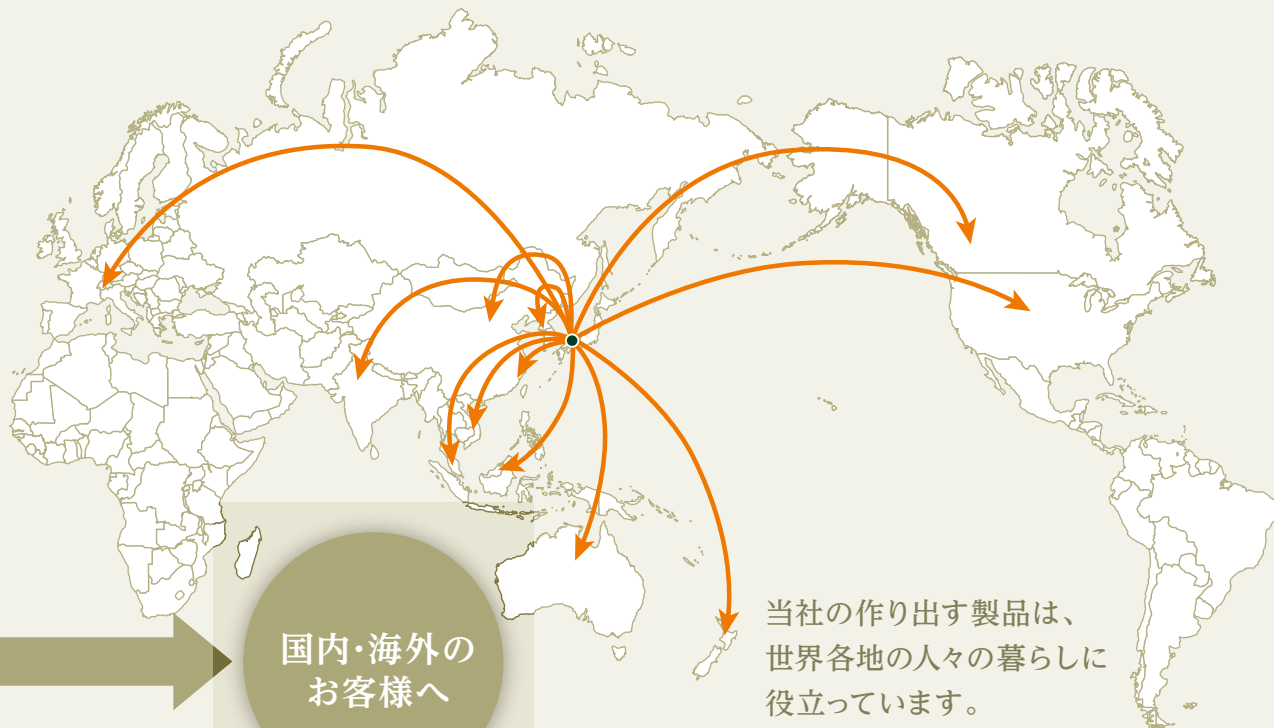 国内・海外の
お客様へ
当社の作り出す製品は、
世界各地の人々の暮らしに
役立っています。